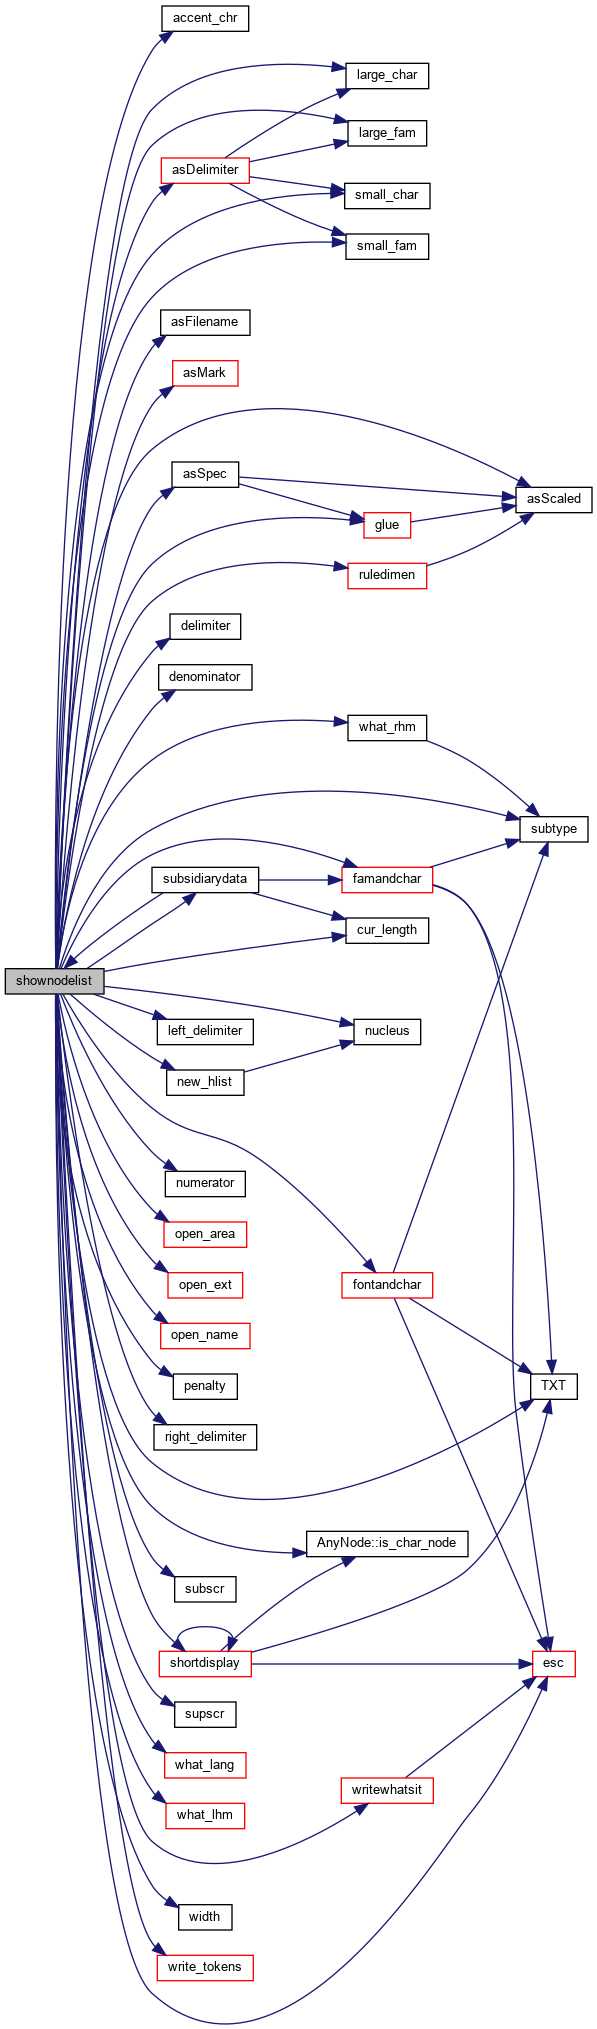 accent_chr
large_char
large_fam
asDelimiter
small_char
small_fam
asFilename
asMark
asSpec
asScaled
glue
ruledimen
delimiter
denominator
what_rhm
subtype
subsidiarydata
famandchar
cur_length
shownodelist
left_delimiter
nucleus
new_hlist
numerator
open_area
open_ext
fontandchar
open_name
penalty
TXT
right_delimiter
AnyNode::is_char_node
subscr
shortdisplay
esc
supscr
what_lang
writewhatsit
what_lhm
width
write_tokens